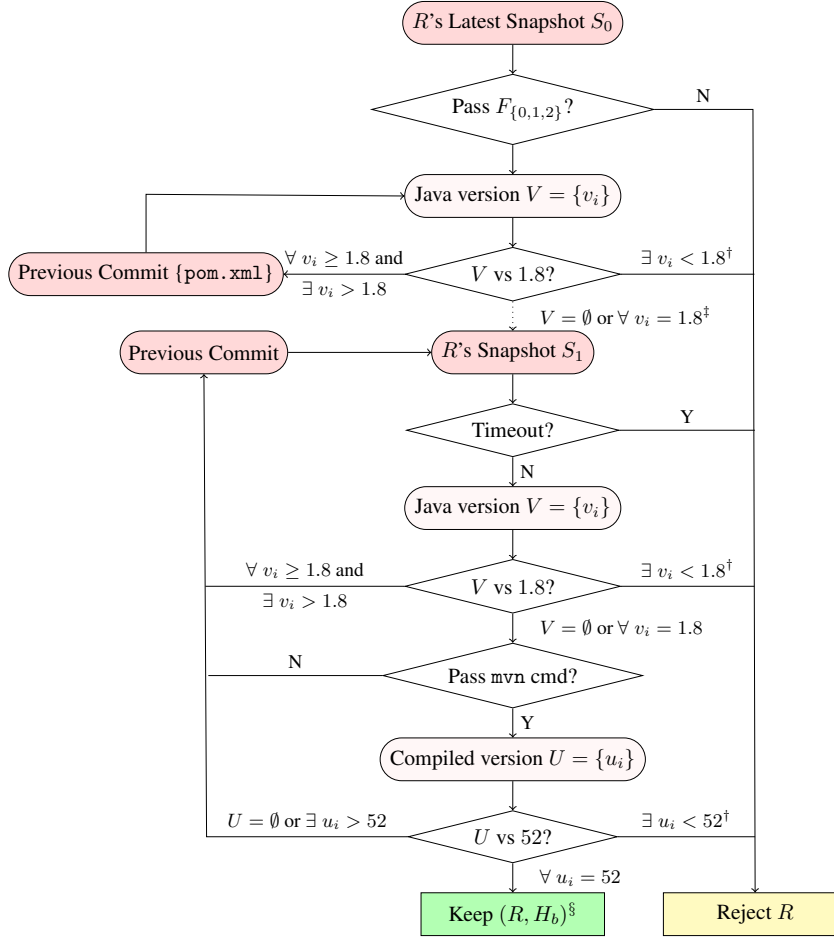 R's Latest Snapshot S₀
Pass F_{0,1,2}?
N
Java version V = {vᵢ}
Previous Commit {pom.xml}
∀ vᵢ ≥ 1.8 and
∃ vᵢ > 1.8
V vs 1.8?
∃ vᵢ < 1.8†
V = ∅ or ∀ vᵢ = 1.8‡
Previous Commit
R's Snapshot S₁
Timeout?
Y
N
Java version V = {vᵢ}
∀ vᵢ ≥ 1.8 and
∃ vᵢ > 1.8
V vs 1.8?
∃ vᵢ < 1.8†
V = ∅ or ∀ vᵢ = 1.8
N
Pass mvn cmd?
Y
Compiled version U = {uᵢ}
U = ∅ or ∃ uᵢ > 52
U vs 52?
∃ uᵢ < 52†
∀ uᵢ = 52
Keep (R, H_b)§
Reject R